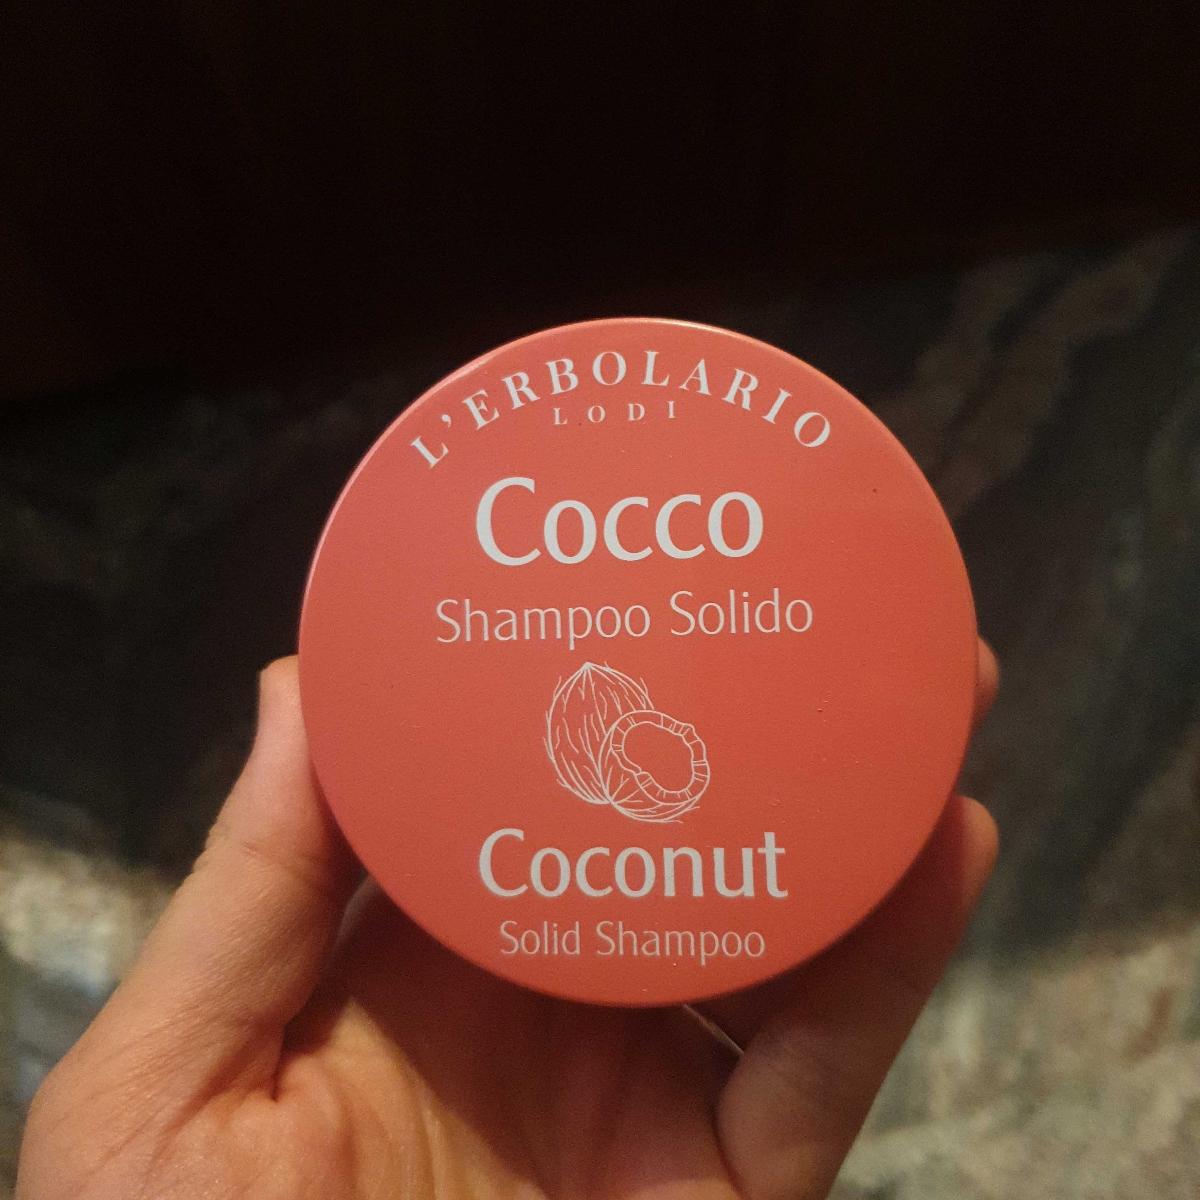 L'ERBOLARIO
LODI
Cocco
Shampoo Solido
Coconut
Solid Shampoo